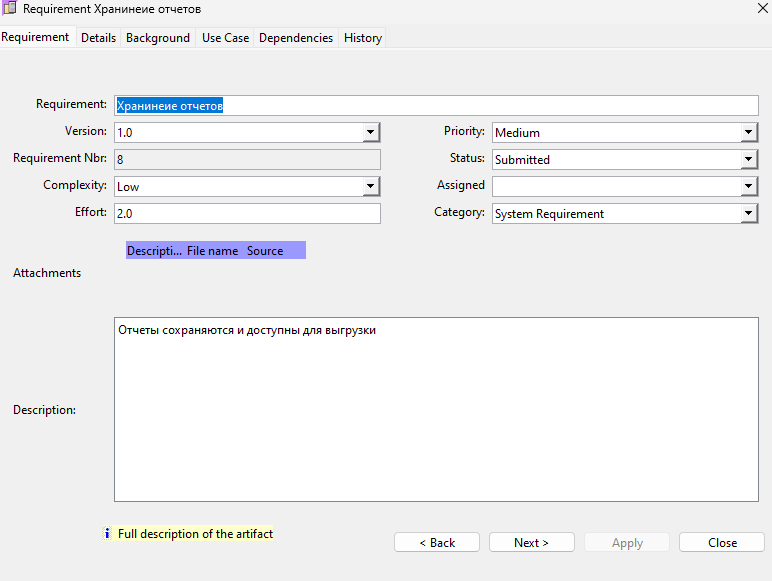 Requirement Хранинеие отчетов
Requirement Details Background Use Case Dependencies History
Requirement: Хранинеие отчетов
Version: 1.0 Priority: Medium
Requirement Nbr: 8 Status: Submitted
Complexity: Low Assigned
Effort: 2.0 Category: System Requirement
Descripti... File name Source
Attachments
Отчеты сохраняются и доступны для выгрузки
Description:
Full description of the artifact
< Back Next > Apply Close